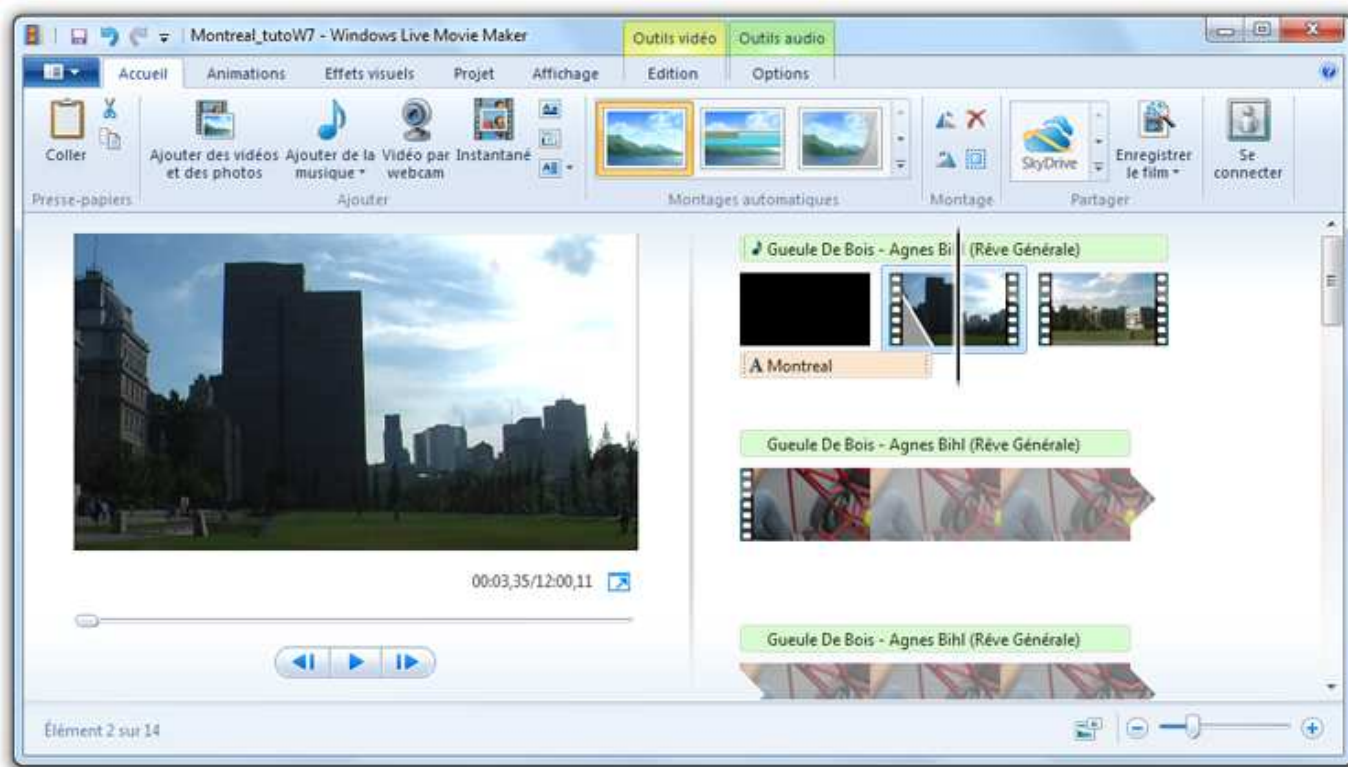 Montreal_tutoW7 - Windows Live Movie Maker
Outils vidéo
Outils audio
Accueil
Animations
Effets visuels
Projet
Affichage
Edition
Options
Coller
Ajouter des vidéos
et des photos
Ajouter de la
musique
Vidéo par
webcam
Instantané
SkyDrive
Enregistrer
le film
Se
connecter
Presse-papiers
Ajouter
Montages automatiques
Montage
Partager
Gueule De Bois - Agnes Bihl (Rêve Générale)
A Montreal
Gueule De Bois - Agnes Bihl (Rêve Générale)
00:03,35/12:00,11
Gueule De Bois - Agnes Bihl (Rêve Générale)
Élément 2 sur 14